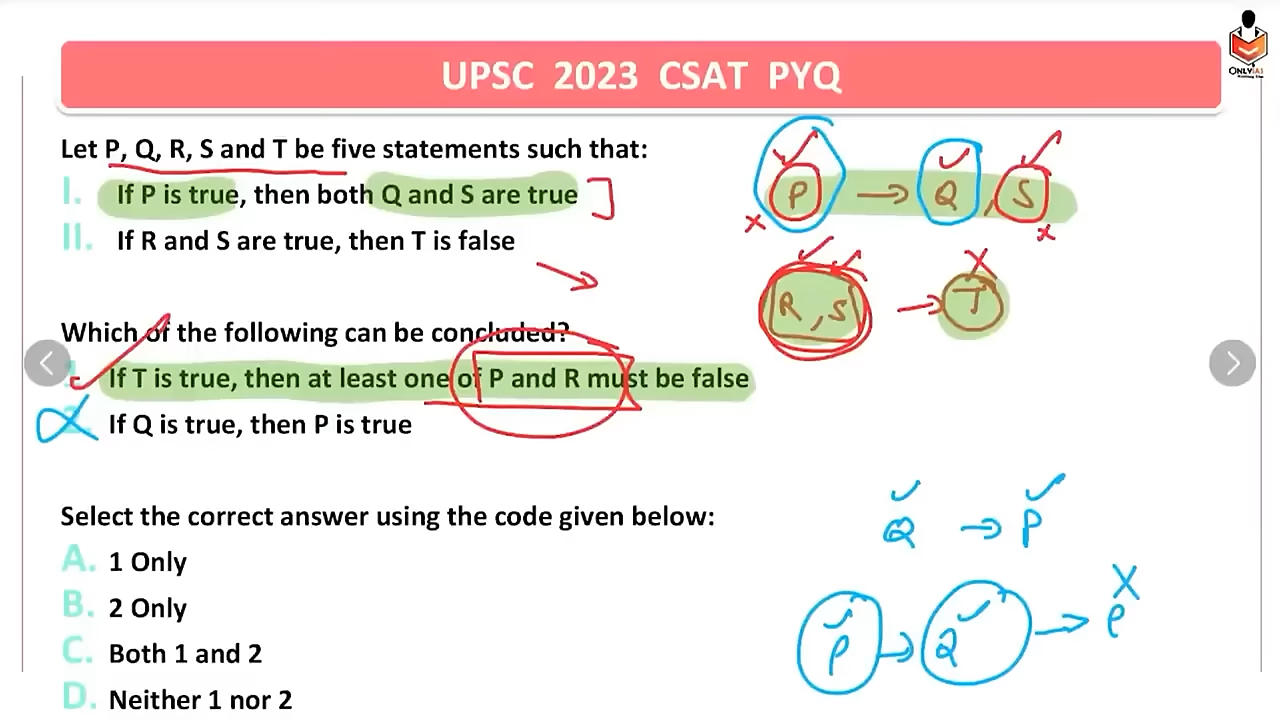 ONLYIAS
UPSC 2023 CSAT PYQ
Let P, Q, R, S and T be five statements such that:
I. If P is true, then both Q and S are true
II. If R and S are true, then T is false
P → Q, S
R, S → T
Which of the following can be concluded?
If T is true, then at least one of P and R must be false
If Q is true, then P is true
Q → P
P → Q → P
Select the correct answer using the code given below:
A. 1 Only
B. 2 Only
C. Both 1 and 2
D. Neither 1 nor 2